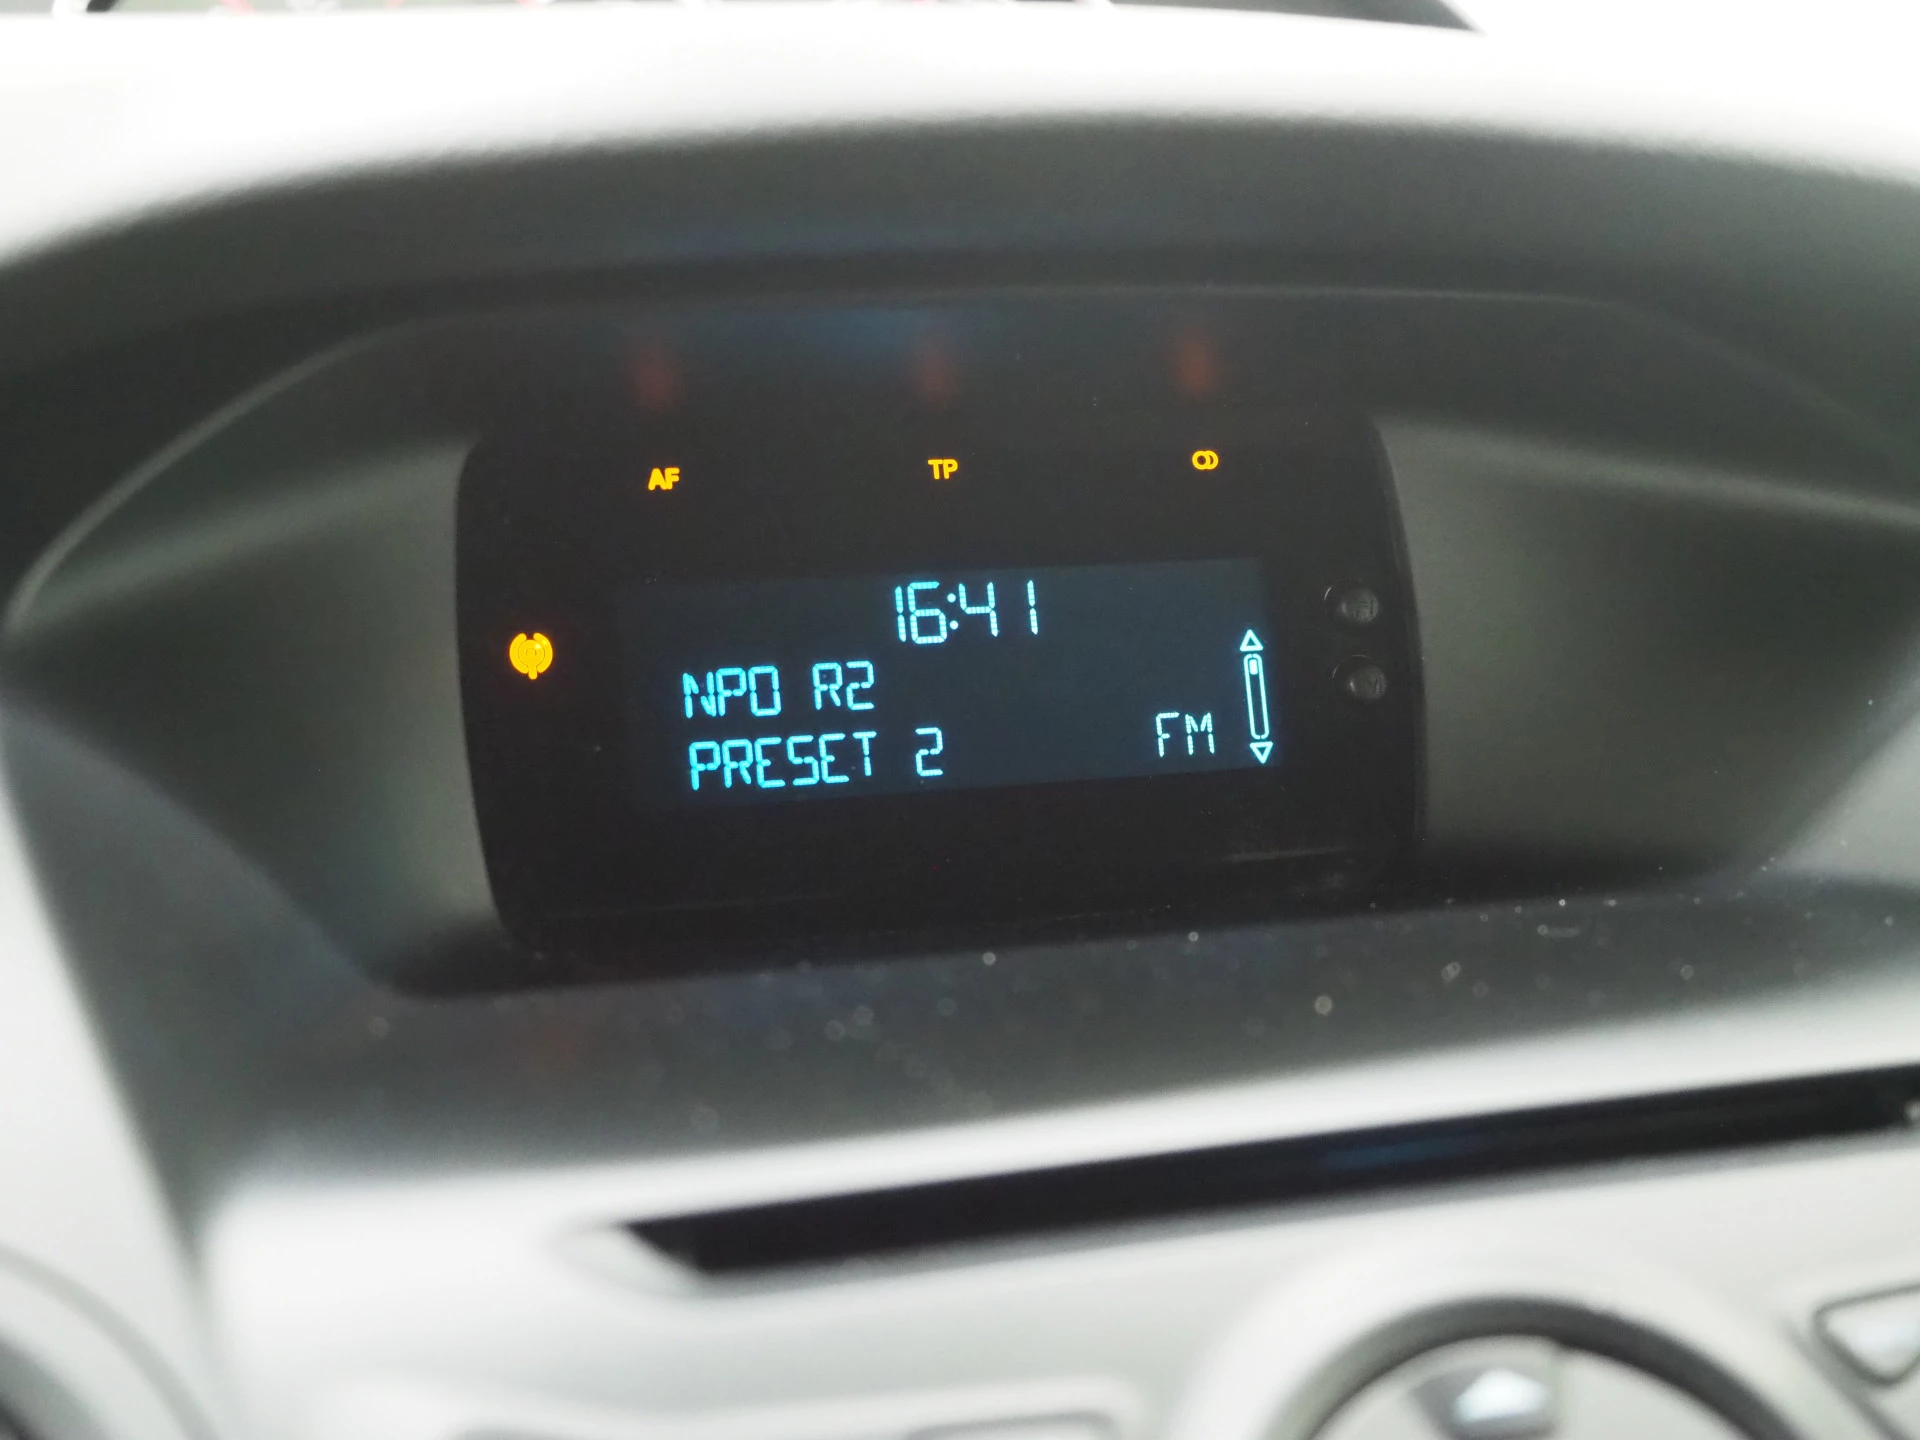 AF TP
16:41
NPO R2
PRESET 2 FM